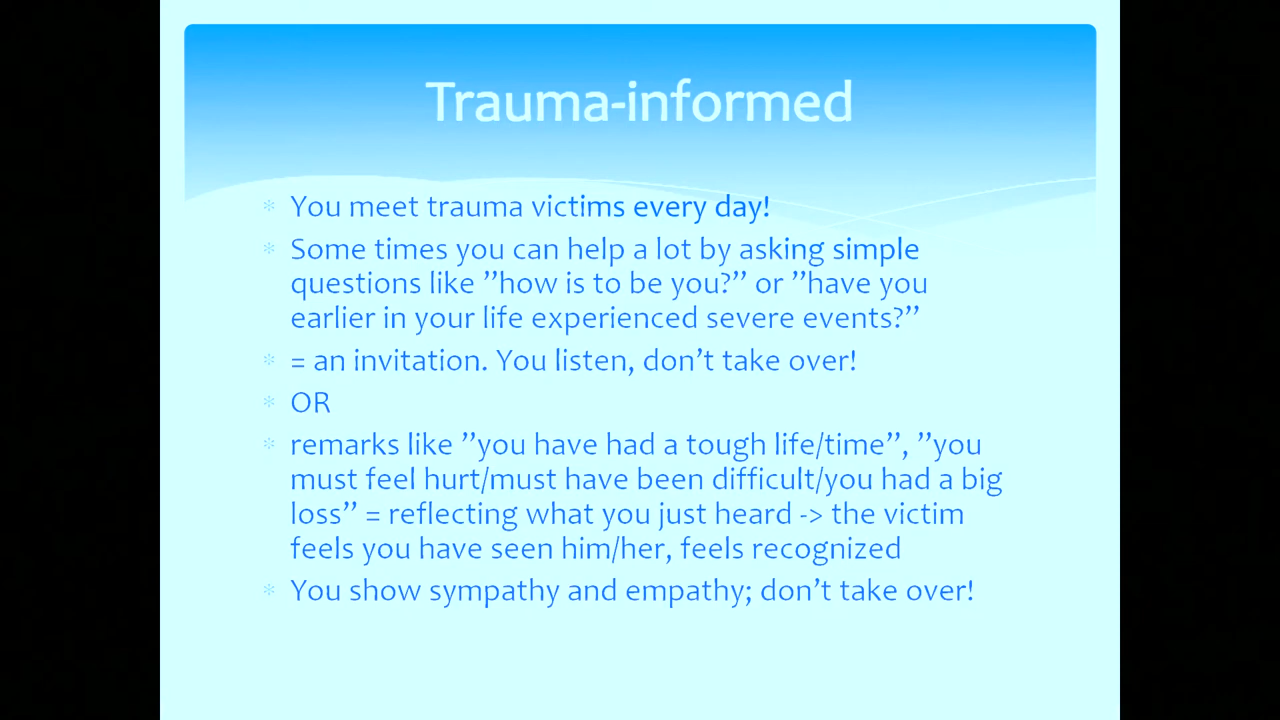 Trauma-informed
* You meet trauma victims every day!
* Some times you can help a lot by asking simple
questions like ”how is to be you?” or ”have you
earlier in your life experienced severe events?”
* = an invitation. You listen, don’t take over!
* OR
* remarks like ”you have had a tough life/time”, ”you
must feel hurt/must have been difficult/you had a big
loss” = reflecting what you just heard -> the victim
feels you have seen him/her, feels recognized
* You show sympathy and empathy; don’t take over!